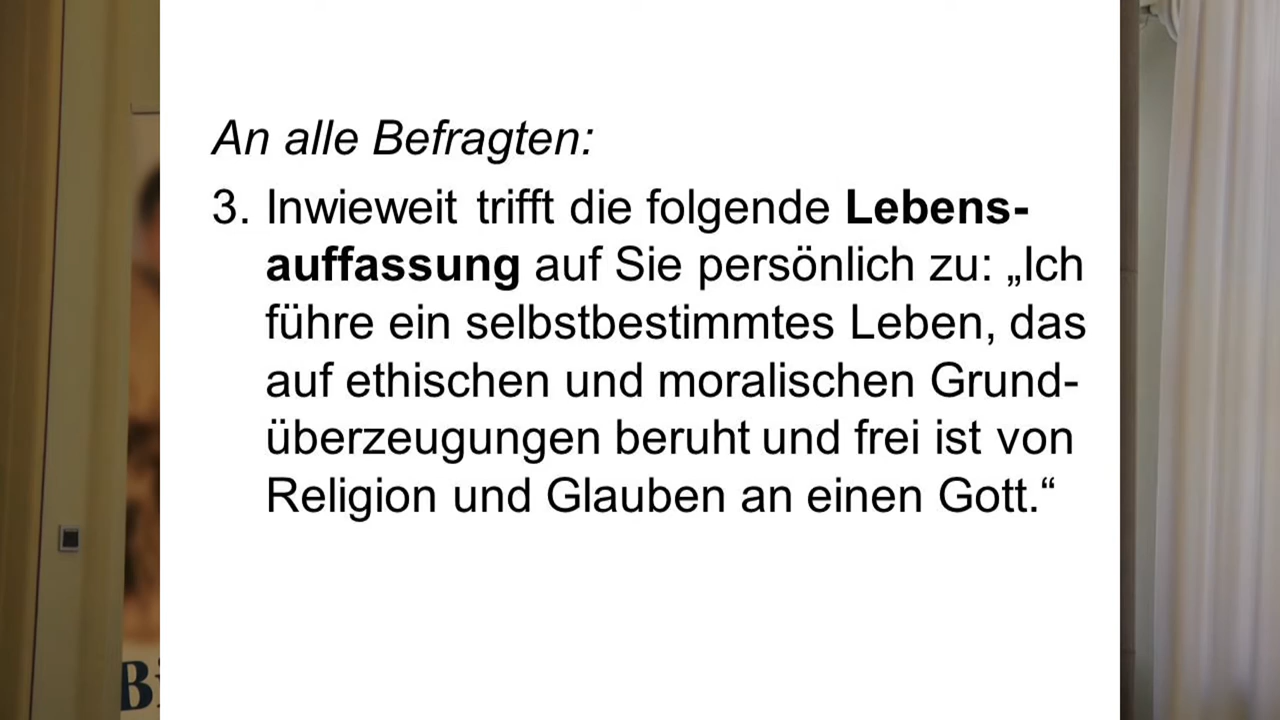 An alle Befragten:
3. Inwieweit trifft die folgende Lebens-
auffassung auf Sie persönlich zu: „Ich
führe ein selbstbestimmtes Leben, das
auf ethischen und moralischen Grund-
überzeugungen beruht und frei ist von
Religion und Glauben an einen Gott.“